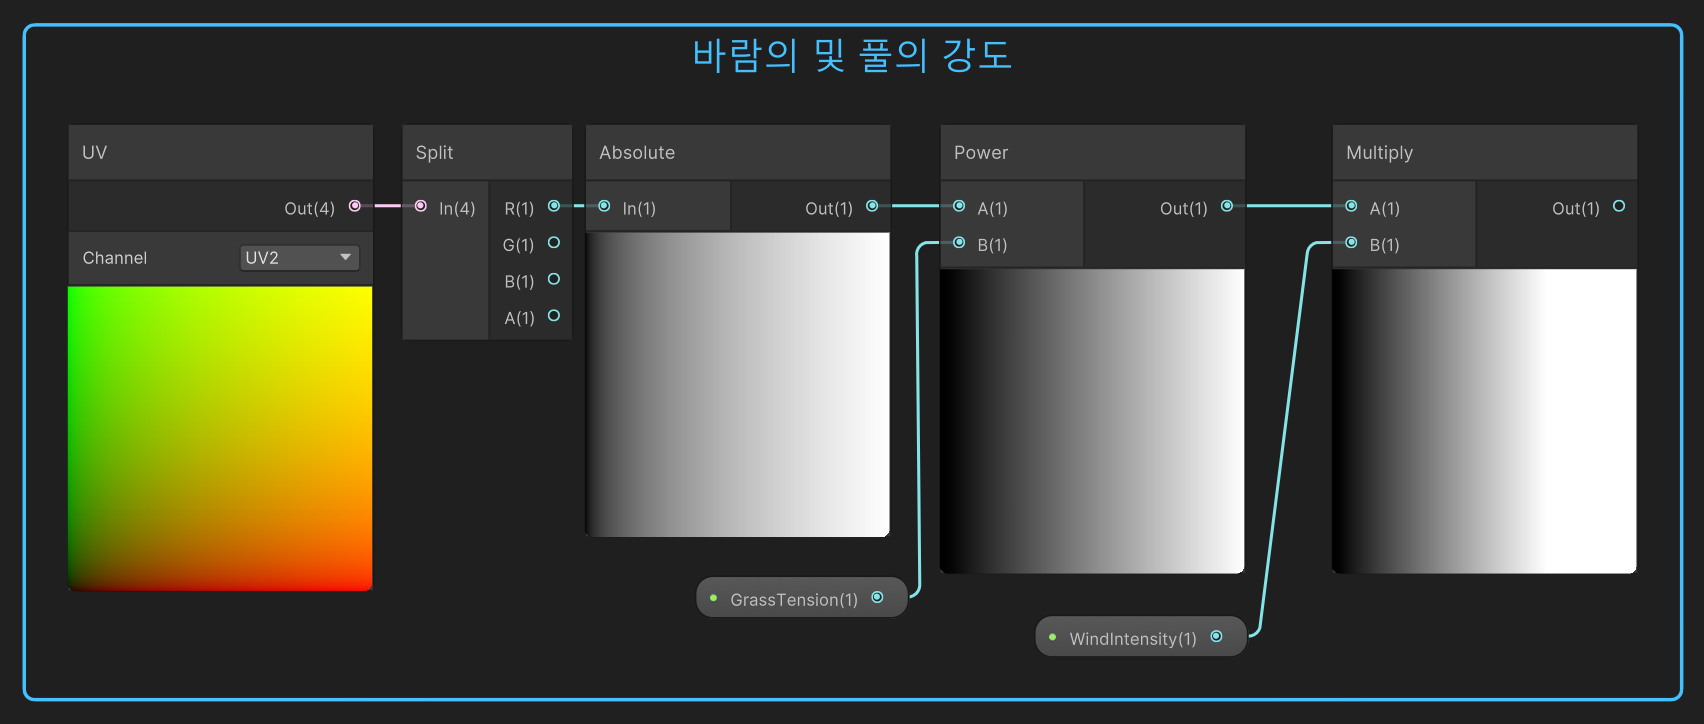 바람의 및 풀의 강도
UV
Out(4)
Channel
UV2
Split
In(4)
R(1)
G(1)
B(1)
A(1)
Absolute
In(1)
Out(1)
Power
A(1)
B(1)
Out(1)
Multiply
A(1)
B(1)
Out(1)
GrassTension(1)
WindIntensity(1)